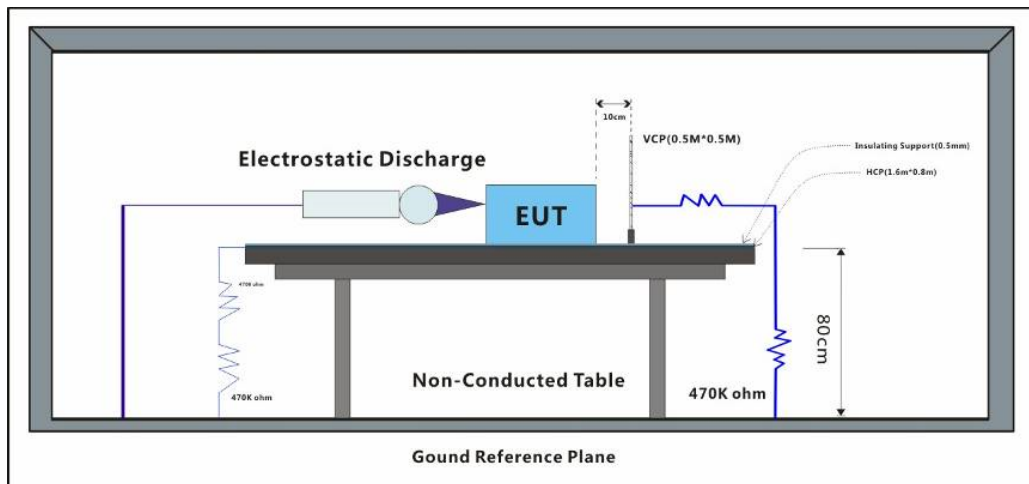 10cm
VCP(0.5M*0.5M)
Insulating Support(0.5mm)
Electrostatic Discharge
HCP(1.6m*0.8m)
EUT
470K ohm
80cm
Non-Conducted Table
470K ohm
470K ohm
Gound Reference Plane